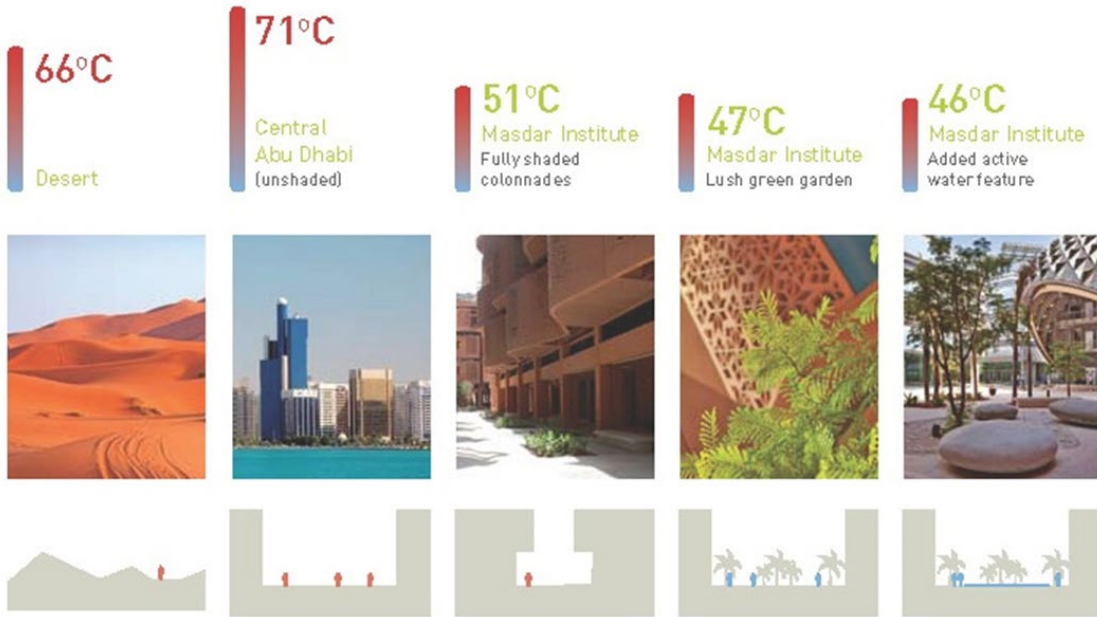 66°C
Desert
71°C
Central
Abu Dhabi
(unshaded)
51°C
Masdar Institute
Fully shaded
colonnades
47°C
Masdar Institute
Lush green garden
46°C
Masdar Institute
Added active
water feature